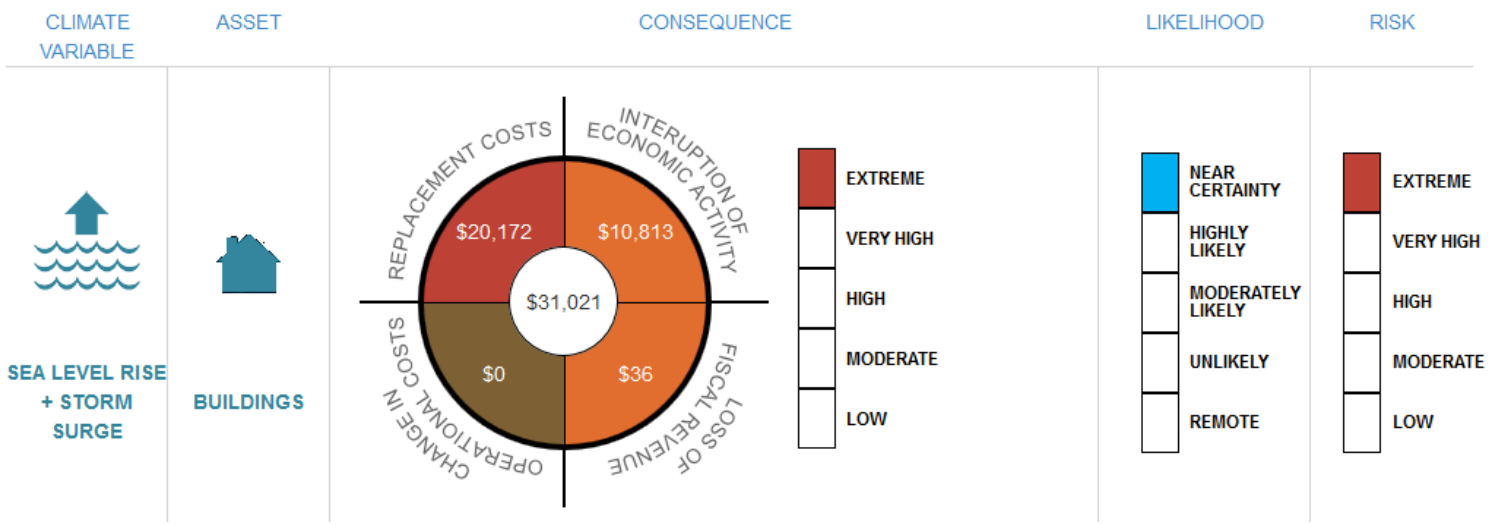 CLIMATE
VARIABLE
ASSET
CONSEQUENCE
LIKELIHOOD
RISK
SEA LEVEL RISE
+ STORM
SURGE
BUILDINGS
REPLACEMENT COSTS
INTERUPTION OF
ECONOMIC ACTIVITY
$20,172
$10,813
$31,021
$0
$36
CHANGE IN
OPERATIONAL COSTS
LOSS OF
FISCAL REVENUE
EXTREME
VERY HIGH
HIGH
MODERATE
LOW
NEAR
CERTAINTY
HIGHLY
LIKELY
MODERATELY
LIKELY
UNLIKELY
REMOTE
EXTREME
VERY HIGH
HIGH
MODERATE
LOW